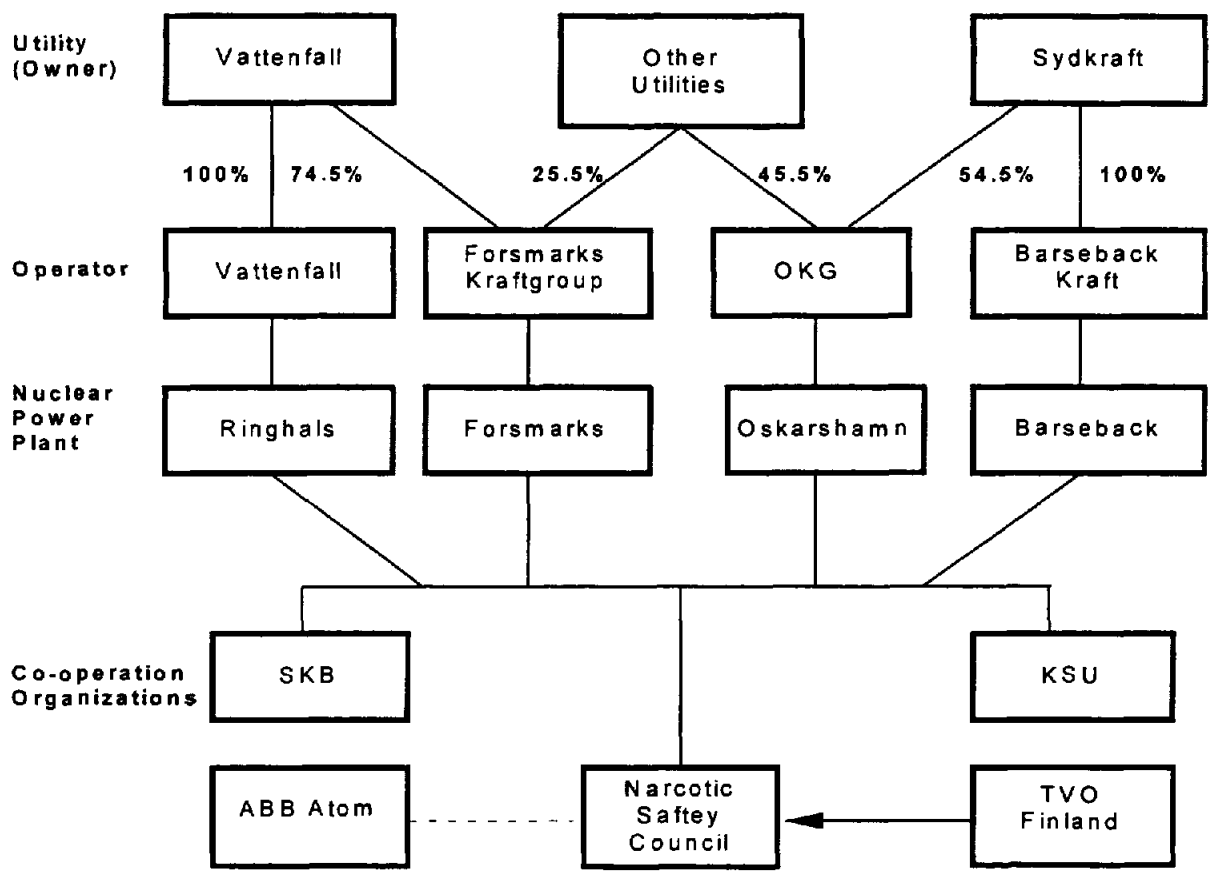 Utility
(Owner)
Vattenfall
Other
Utilities
Sydkraft
100%
74.5%
25.5%
45.5%
54.5%
100%
Operator
Vattenfall
Forsmarks
Kraftgroup
OKG
Barseback
Kraft
Nuclear
Power
Plant
Ringhals
Forsmarks
Oskarshamn
Barseback
Co-operation
Organizations
SKB
KSU
ABB Atom
Narcotic
Saftey
Council
TVO
Finland